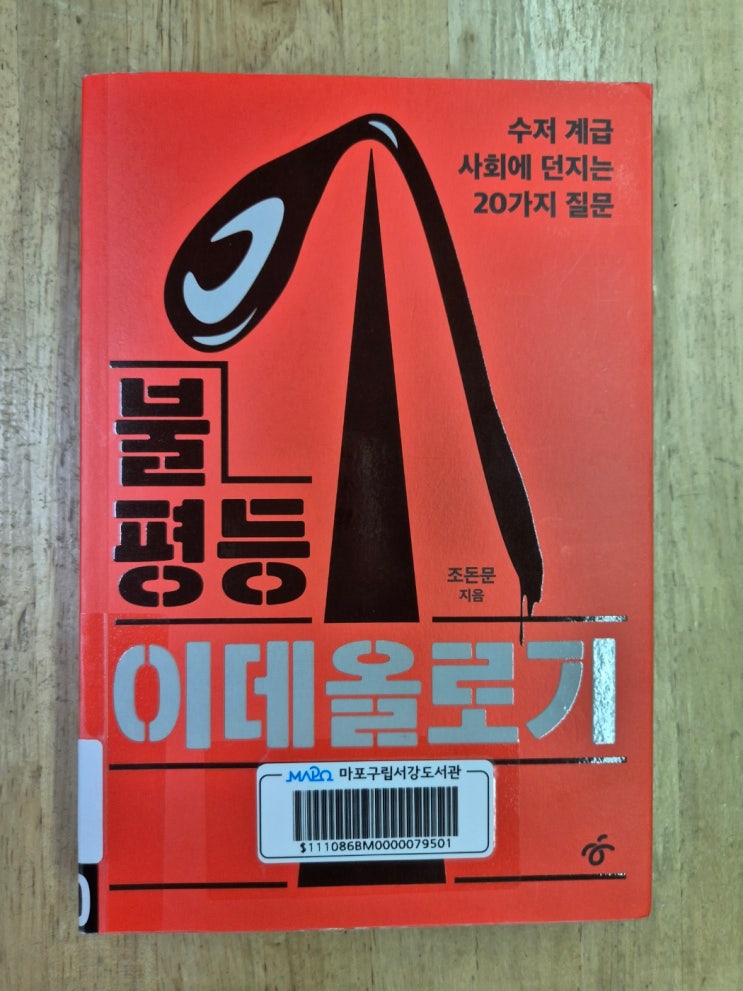 수저 계급
사회에 던지는
20가지 질문
불
평등
조돈문
지음
이데올로기
MAPO 마포구립서강도서관
$111086BM0000079501